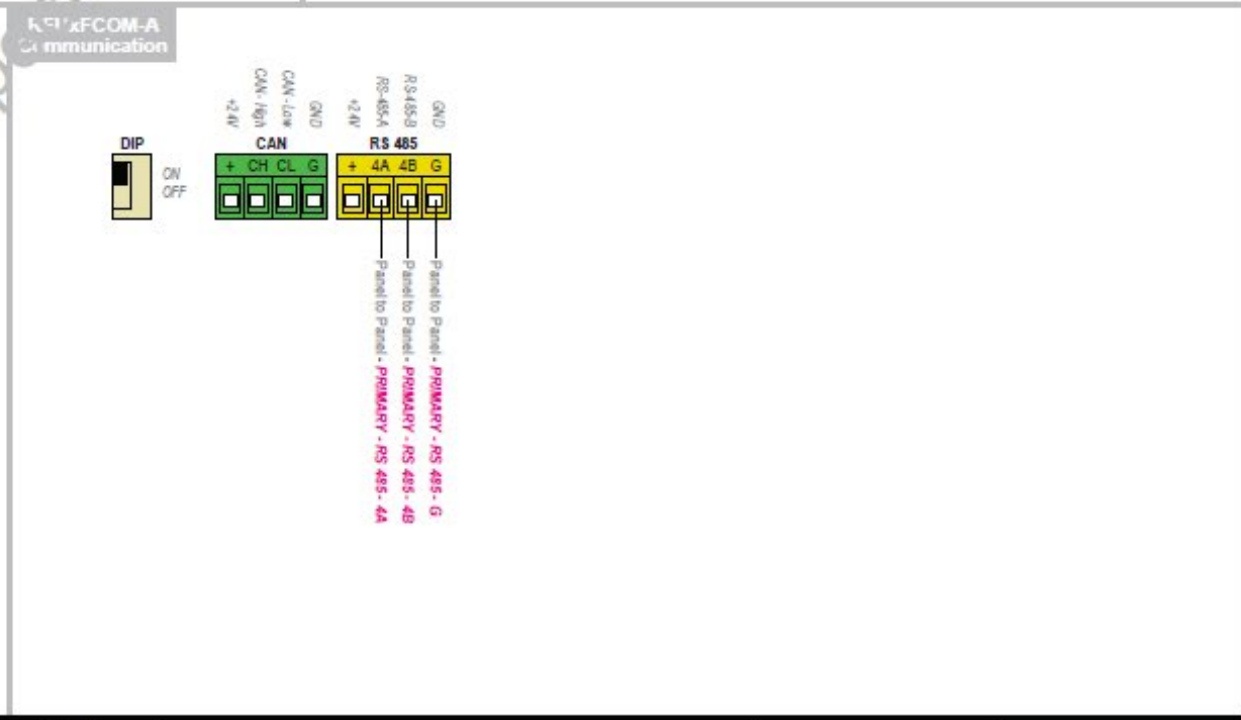 Communication
+24V
CAN - High
CAN - Low
GND
+24V
RS-485-A
RS-485-B
GND
DIP
CAN
RS 485
ON
OFF
+ CH CL G
+ 4A 4B G
Panel to Panel - PRIMARY - RS 485 - 4A
Panel to Panel - PRIMARY - RS 485 - 4B
Panel to Panel - PRIMARY - RS 485 - G